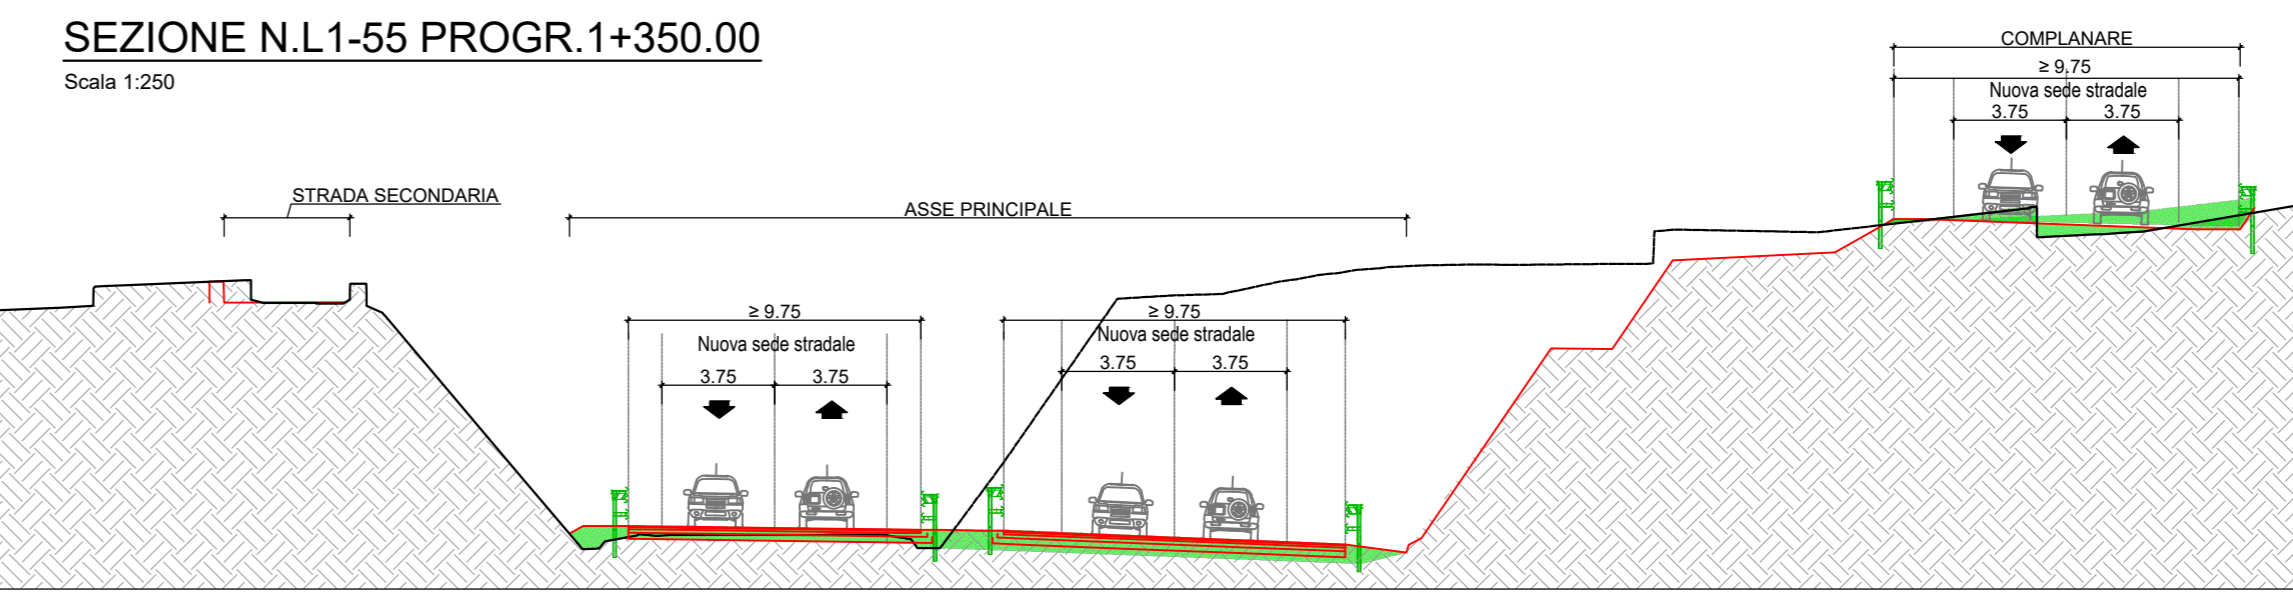 SEZIONE N.L1-55 PROGR.1+350.00
Scala 1:250
COMPLANARE
≥ 9.75
Nuova sede stradale
3.75 3.75
STRADA SECONDARIA
ASSE PRINCIPALE
≥ 9.75
Nuova sede stradale
3.75 3.75
≥ 9.75
Nuova sede stradale
3.75 3.75